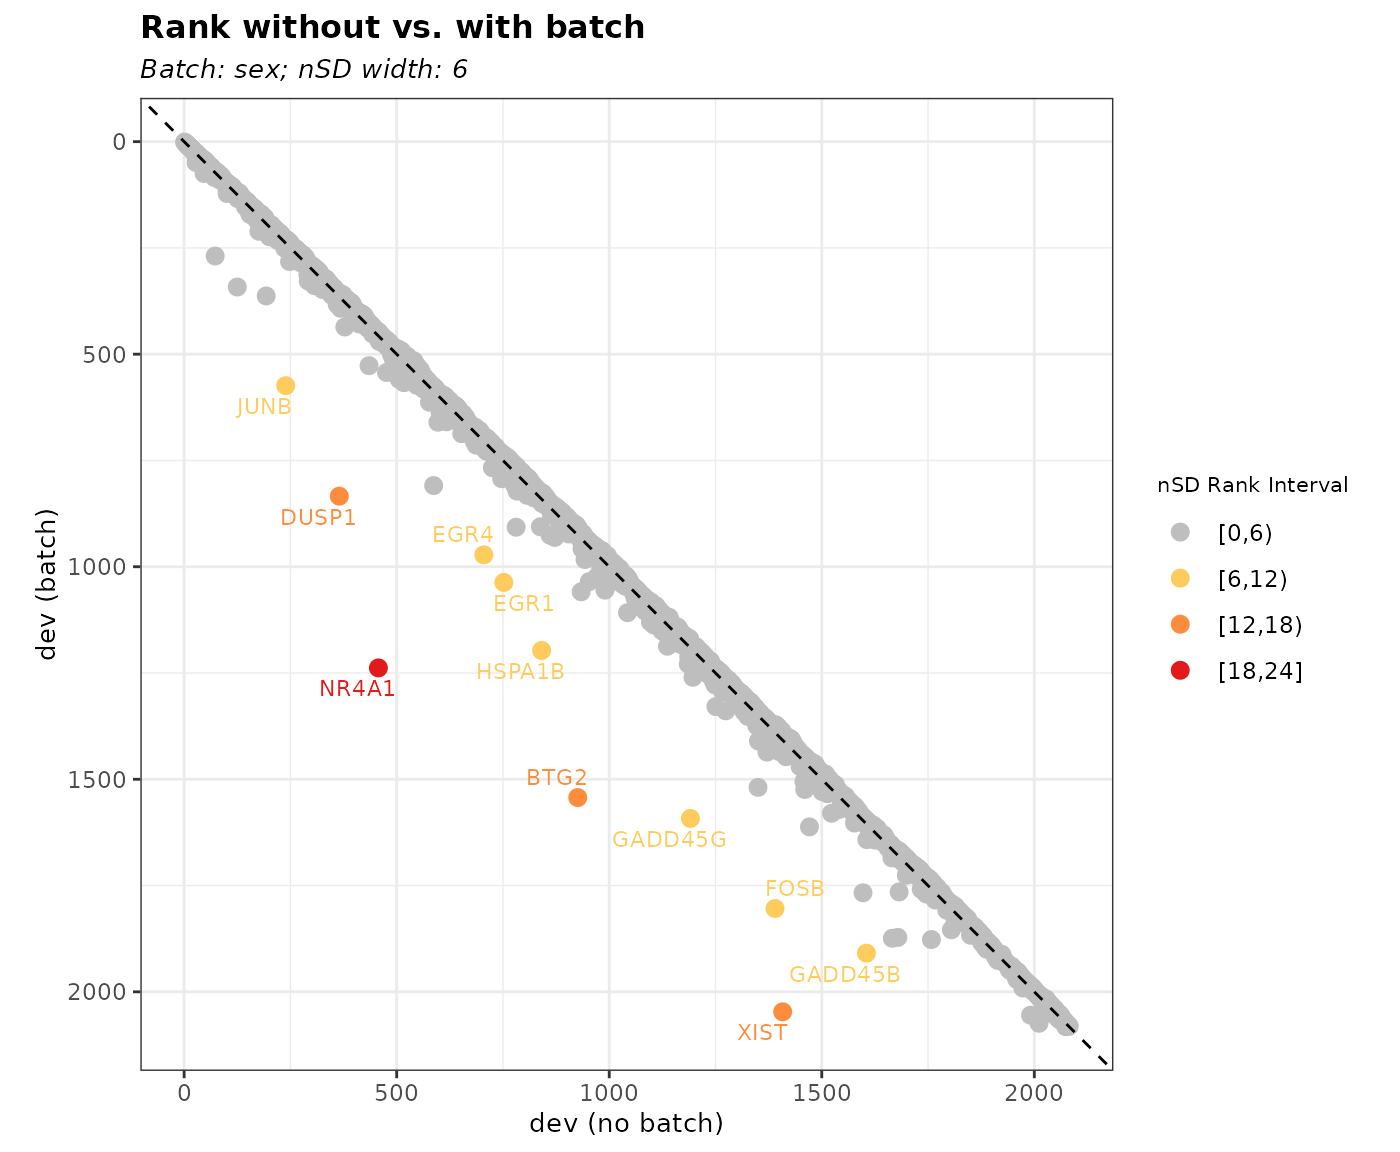 Rank without vs. with batch
Batch: sex; nSD width: 6
dev (batch)
0
500
1000
1500
2000
JUNB
DUSP1
EGR4
EGR1
HSPA1B
NR4A1
BTG2
GADD45G
FOSB
GADD45B
XIST
0
500
1000
1500
2000
dev (no batch)
nSD Rank Interval
[0,6)
[6,12)
[12,18)
[18,24]